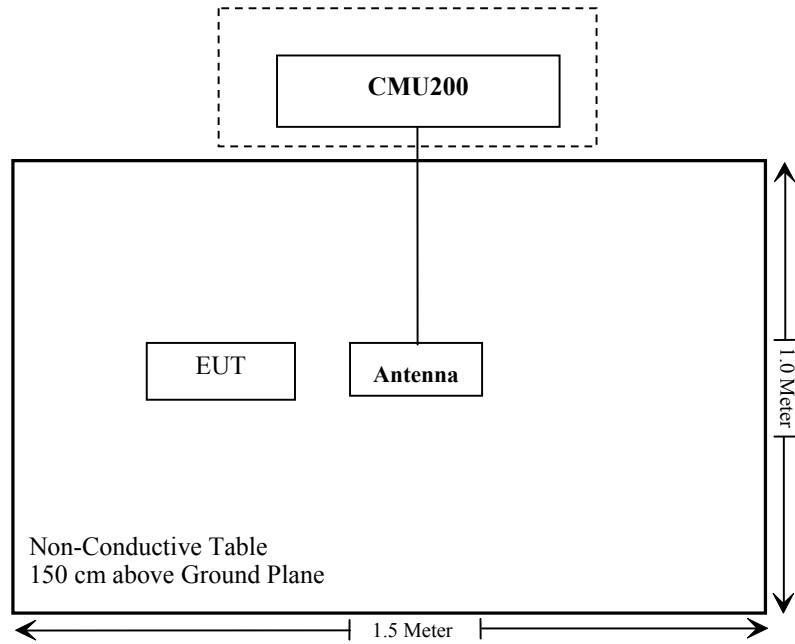 CMU200
EUT
Antenna
1.0 Meter
Non-Conductive Table
150 cm above Ground Plane
1.5 Meter